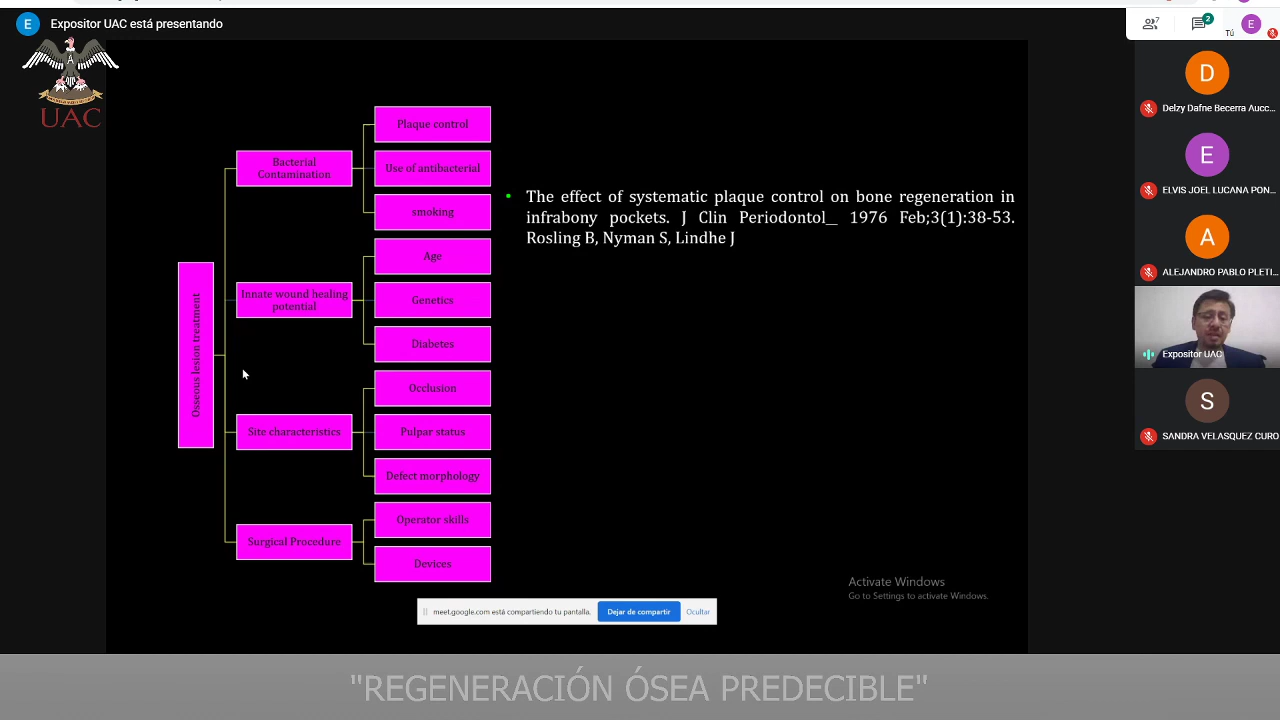 E
Expositor UAC está presentando
7
2
E
Tú
UAC
Plaque control
Bacterial
Contamination
Use of antibacterial
smoking
Age
Innate wound healing
potential
Genetics
Diabetes
Osseous lesion treatment
Occlusion
Site characteristics
Pulpar status
Defect morphology
Operator skills
Surgical Procedure
Devices
• The effect of systematic plaque control on bone regeneration in
infrabony pockets. J Clin Periodontol_ 1976 Feb;3(1):38-53.
Rosling B, Nyman S, Lindhe J
D
Delzy Dafne Becerra Aucc...
E
ELVIS JOEL LUCANA PON...
A
ALEJANDRO PABLO PLETI...
Expositor UAC
S
SANDRA VELASQUEZ CURO
Activate Windows
Go to Settings to activate Windows.
meet.google.com está compartiendo tu pantalla.
Dejar de compartir
Ocultar
"REGENERACIÓN ÓSEA PREDECIBLE"